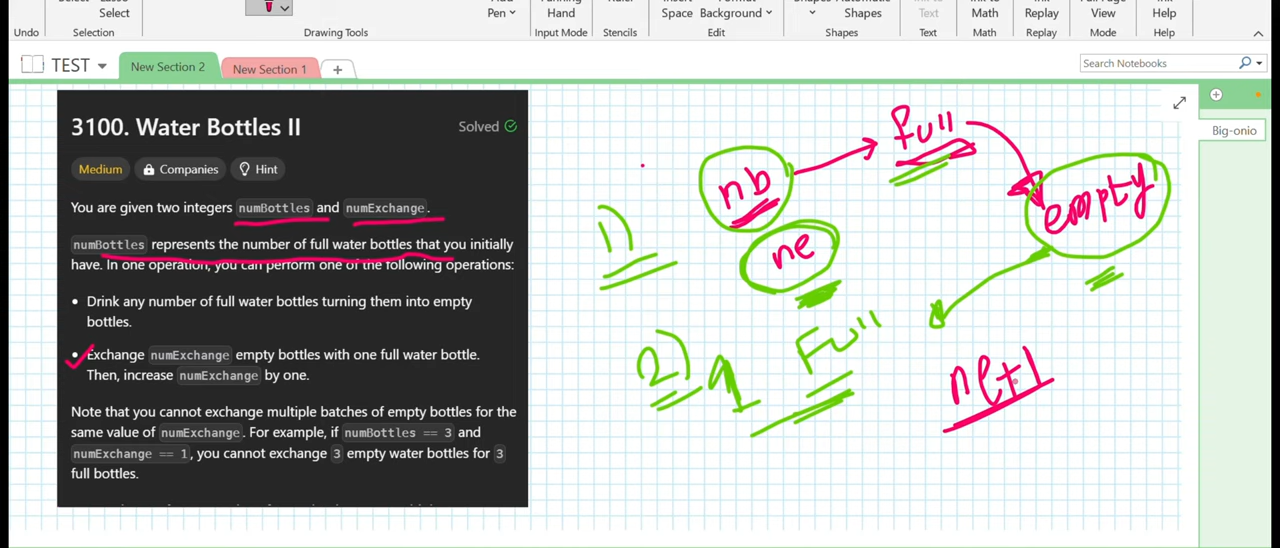 Select
Select
Pen
Hand
Space
Background
Shapes
Shapes
Text
Math
Replay
View
Help
Undo
Selection
Drawing Tools
Input Mode
Stencils
Edit
Shapes
Text
Math
Replay
Mode
Help
TEST
New Section 2
New Section 1
+
Search Notebooks
Big-onio
3100. Water Bottles II
Solved
Medium
Companies
Hint
You are given two integers numBottles and numExchange.
numBottles represents the number of full water bottles that you initially
have. In one operation, you can perform one of the following operations:
• Drink any number of full water bottles turning them into empty
bottles.
• Exchange numExchange empty bottles with one full water bottle.
Then, increase numExchange by one.
Note that you cannot exchange multiple batches of empty bottles for the
same value of numExchange. For example, if numBottles == 3 and
numExchange == 1, you cannot exchange 3 empty water bottles for 3
full bottles.
1)
nb
full
empty
ne
2)
Full
ne+1